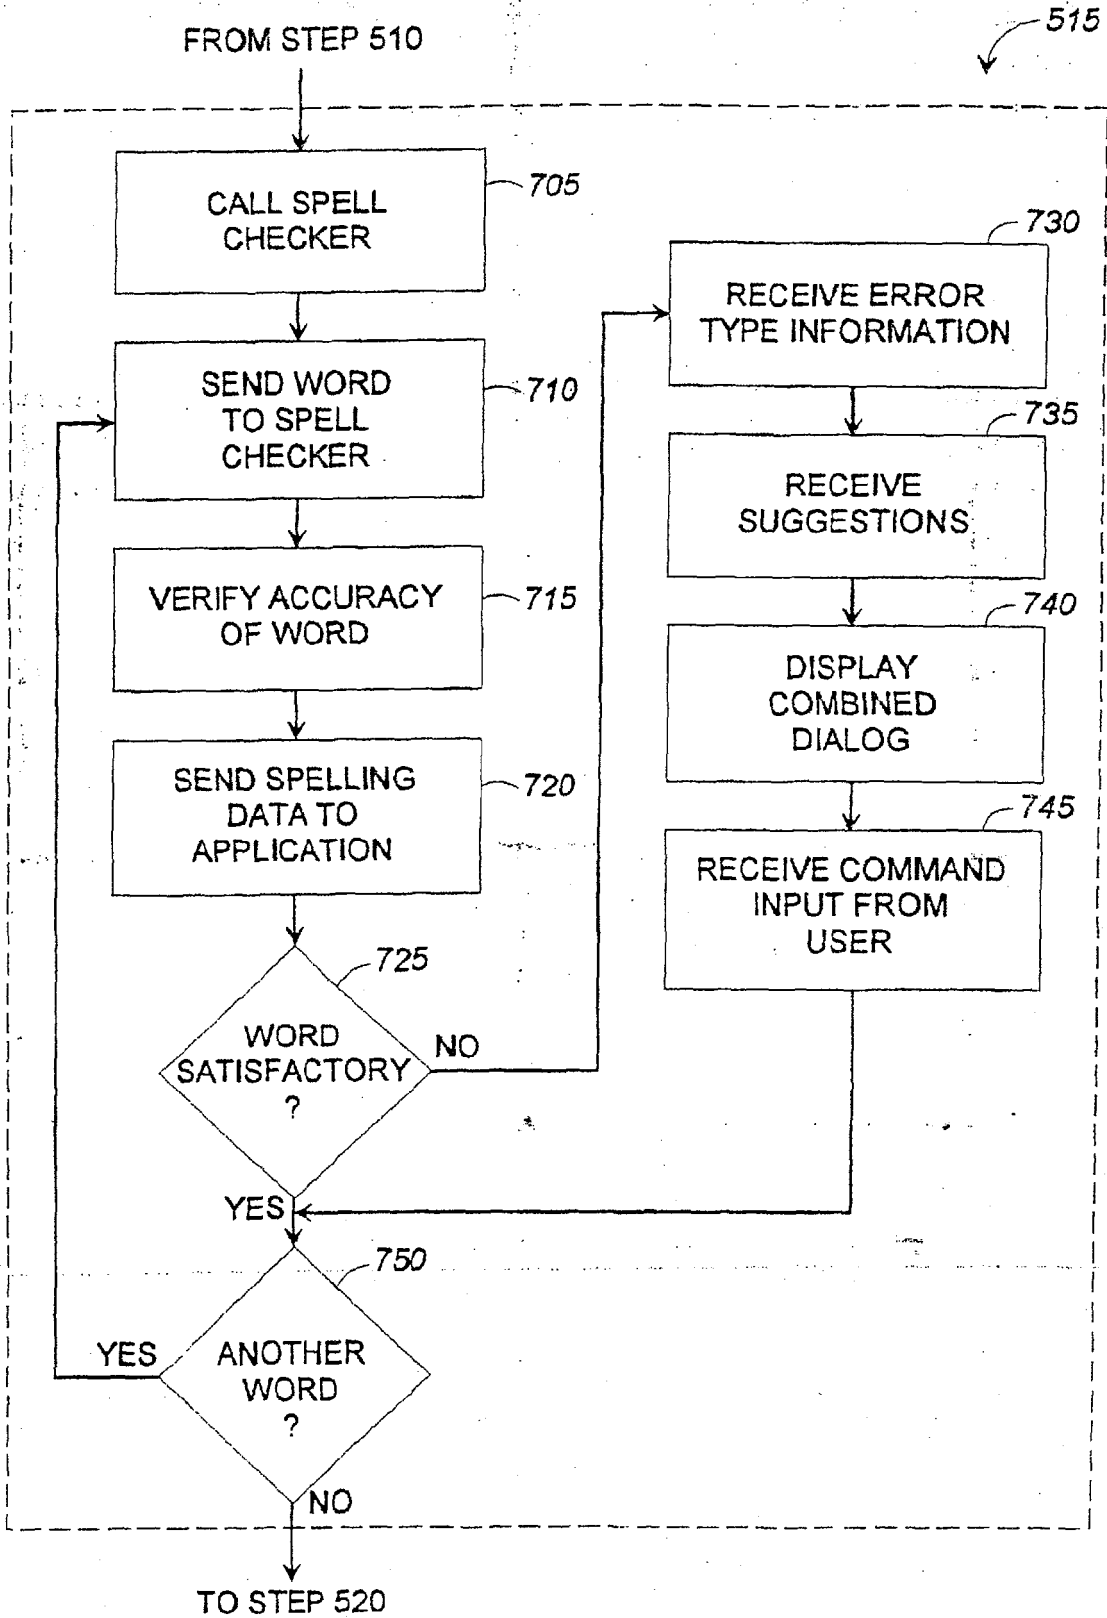 515
FROM STEP 510
705
CALL SPELL
CHECKER
710
SEND WORD
TO SPELL
CHECKER
715
VERIFY ACCURACY
OF WORD
720
SEND SPELLING
DATA TO
APPLICATION
725
WORD
SATISFACTORY
?
NO
YES
730
RECEIVE ERROR
TYPE INFORMATION
735
RECEIVE
SUGGESTIONS
740
DISPLAY
COMBINED
DIALOG
745
RECEIVE COMMAND
INPUT FROM
USER
750
ANOTHER
WORD
?
YES
NO
TO STEP 520